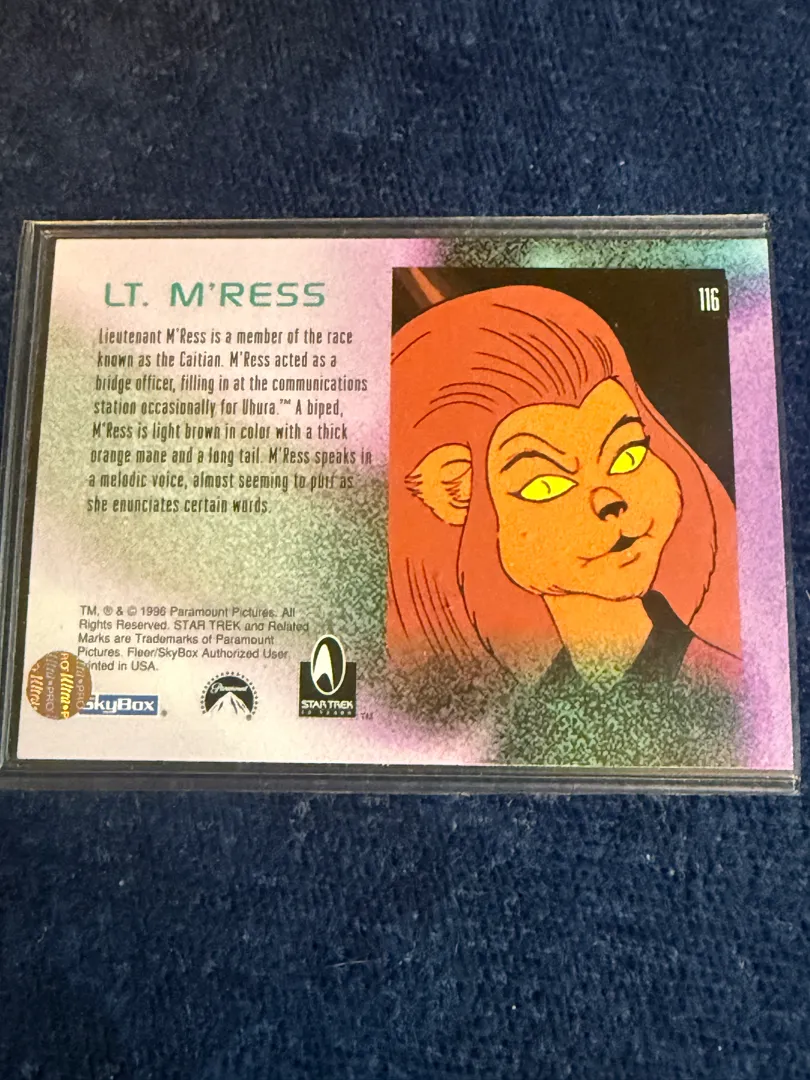 LT. M'RESS
116
Lieutenant M'Ress is a member of the race
known as the Caitian. M'Ress acted as a
bridge officer, filling in at the communications
station occasionally for Uhura.™ A biped,
M'Ress is light brown in color with a thick
orange mane and a long tail. M'Ress speaks in
a melodic voice, almost seeming to purr as
she enunciates certain words.
TM, ® & © 1996 Paramount Pictures. All
Rights Reserved. STAR TREK and Related
Marks are Trademarks of Paramount
Pictures. Fleer/SkyBox Authorized User.
Printed in USA.
SkyBox®
Paramount
STAR TREK
30 YEARS
TM